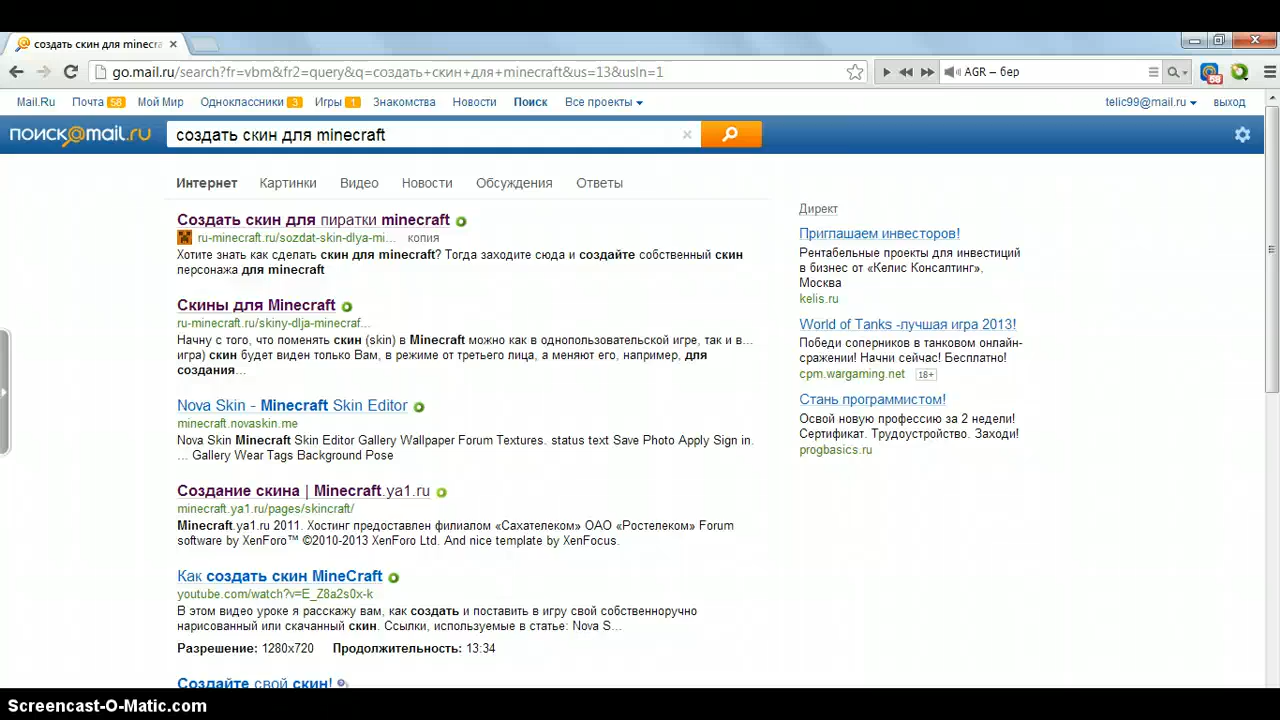 создать скин для minecra
go.mail.ru/search?fr=vbm&fr2=query&q=создать+скин+для+minecraft&us=13&usln=1
AGR – бер
68
Mail.Ru Почта 58 Мой Мир Одноклассники 3 Игры 1 Знакомства Новости Поиск Все проекты telic99@mail.ru выход
поиск@mail.ru создать скин для minecraft
Интернет Картинки Видео Новости Обсуждения Ответы
Создать скин для пиратки minecraft
ru-minecraft.ru/sozdat-skin-dlya-mi... копия
Хотите знать как сделать скин для minecraft? Тогда заходите сюда и создайте собственный скин
персонажа для minecraft
Скины для Minecraft
ru-minecraft.ru/skiny-dlja-minecraf...
Начну с того, что поменять скин (skin) в Minecraft можно как в однопользовательской игре, так и в...
игра) скин будет виден только Вам, в режиме от третьего лица, а меняют его, например, для
создания...
Nova Skin - Minecraft Skin Editor
minecraft.novaskin.me
Nova Skin Minecraft Skin Editor Gallery Wallpaper Forum Textures. status text Save Photo Apply Sign in.
... Gallery Wear Tags Background Pose
Создание скина | Minecraft.ya1.ru
minecraft.ya1.ru/pages/skincraft/
Minecraft.ya1.ru 2011. Хостинг предоставлен филиалом «Сахателеком» ОАО «Ростелеком» Forum
software by XenForo™ ©2010-2013 XenForo Ltd. And nice template by XenFocus.
Как создать скин MineCraft
youtube.com/watch?v=E_Z8a2s0x-k
В этом видео уроке я расскажу вам, как создать и поставить в игру свой собственноручно
нарисованный или скачанный скин. Ссылки, используемые в статье: Nova S...
Разрешение: 1280x720 Продолжительность: 13:34
Создайте свой скин!
Директ
Приглашаем инвесторов!
Рентабельные проекты для инвестиций
в бизнес от «Келис Консалтинг»,
Москва
kelis.ru
World of Tanks -лучшая игра 2013!
Победи соперников в танковом онлайн-
сражении! Начни сейчас! Бесплатно!
cpm.wargaming.net 18+
Стань программистом!
Освой новую профессию за 2 недели!
Сертификат. Трудоустройство. Заходи!
progbasics.ru
Screencast-O-Matic.com